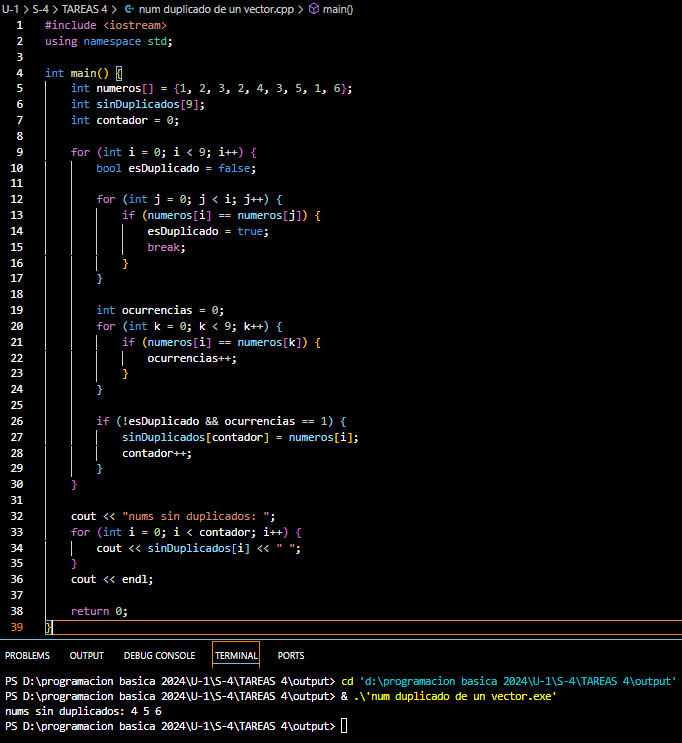 U-1 > S-4 > TAREAS 4 > num duplicado de un vector.cpp > main()
1 #include <iostream>
2 using namespace std;
3
4 int main() {
5     int numeros[] = {1, 2, 3, 2, 4, 3, 5, 1, 6};
6     int sinDuplicados[9];
7     int contador = 0;
8
9     for (int i = 0; i < 9; i++) {
10         bool esDuplicado = false;
11
12         for (int j = 0; j < i; j++) {
13             if (numeros[i] == numeros[j]) {
14                 esDuplicado = true;
15                 break;
16             }
17         }
18
19         int ocurrencias = 0;
20         for (int k = 0; k < 9; k++) {
21             if (numeros[i] == numeros[k]) {
22                 ocurrencias++;
23             }
24         }
25
26         if (!esDuplicado && ocurrencias == 1) {
27             sinDuplicados[contador] = numeros[i];
28             contador++;
29         }
30     }
31
32     cout << "nums sin duplicados: ";
33     for (int i = 0; i < contador; i++) {
34         cout << sinDuplicados[i] << " ";
35     }
36     cout << endl;
37
38     return 0;
39 }
PROBLEMS OUTPUT DEBUG CONSOLE TERMINAL PORTS
PS D:\programacion basica 2024\U-1\S-4\TAREAS 4\output> cd 'd:\programacion basica 2024\U-1\S-4\TAREAS 4\output'
PS D:\programacion basica 2024\U-1\S-4\TAREAS 4\output> & .\'num duplicado de un vector.exe'
nums sin duplicados: 4 5 6
PS D:\programacion basica 2024\U-1\S-4\TAREAS 4\output>